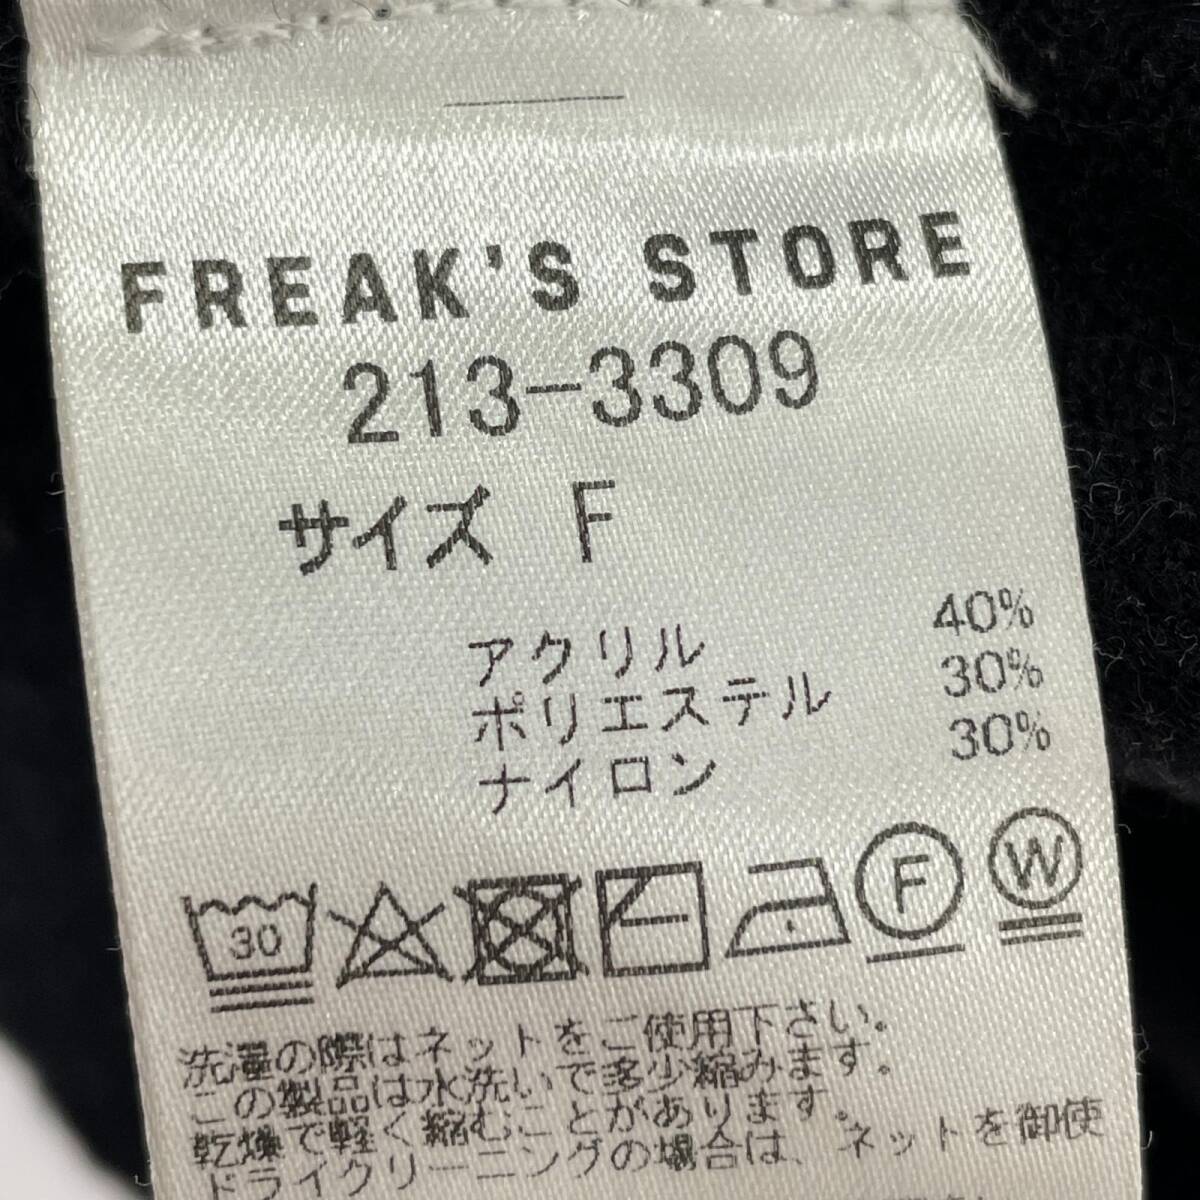 FREAK'S STORE
213-3309
サイズ F
アクリル 40%
ポリエステル 30%
ナイロン 30%
30 F W
洗濯の際はネットをご使用下さい。
この製品は水洗いで多少縮みます。
乾燥で軽く縮むことがあります。
ドライクリーニングの場合は、ネットを御使